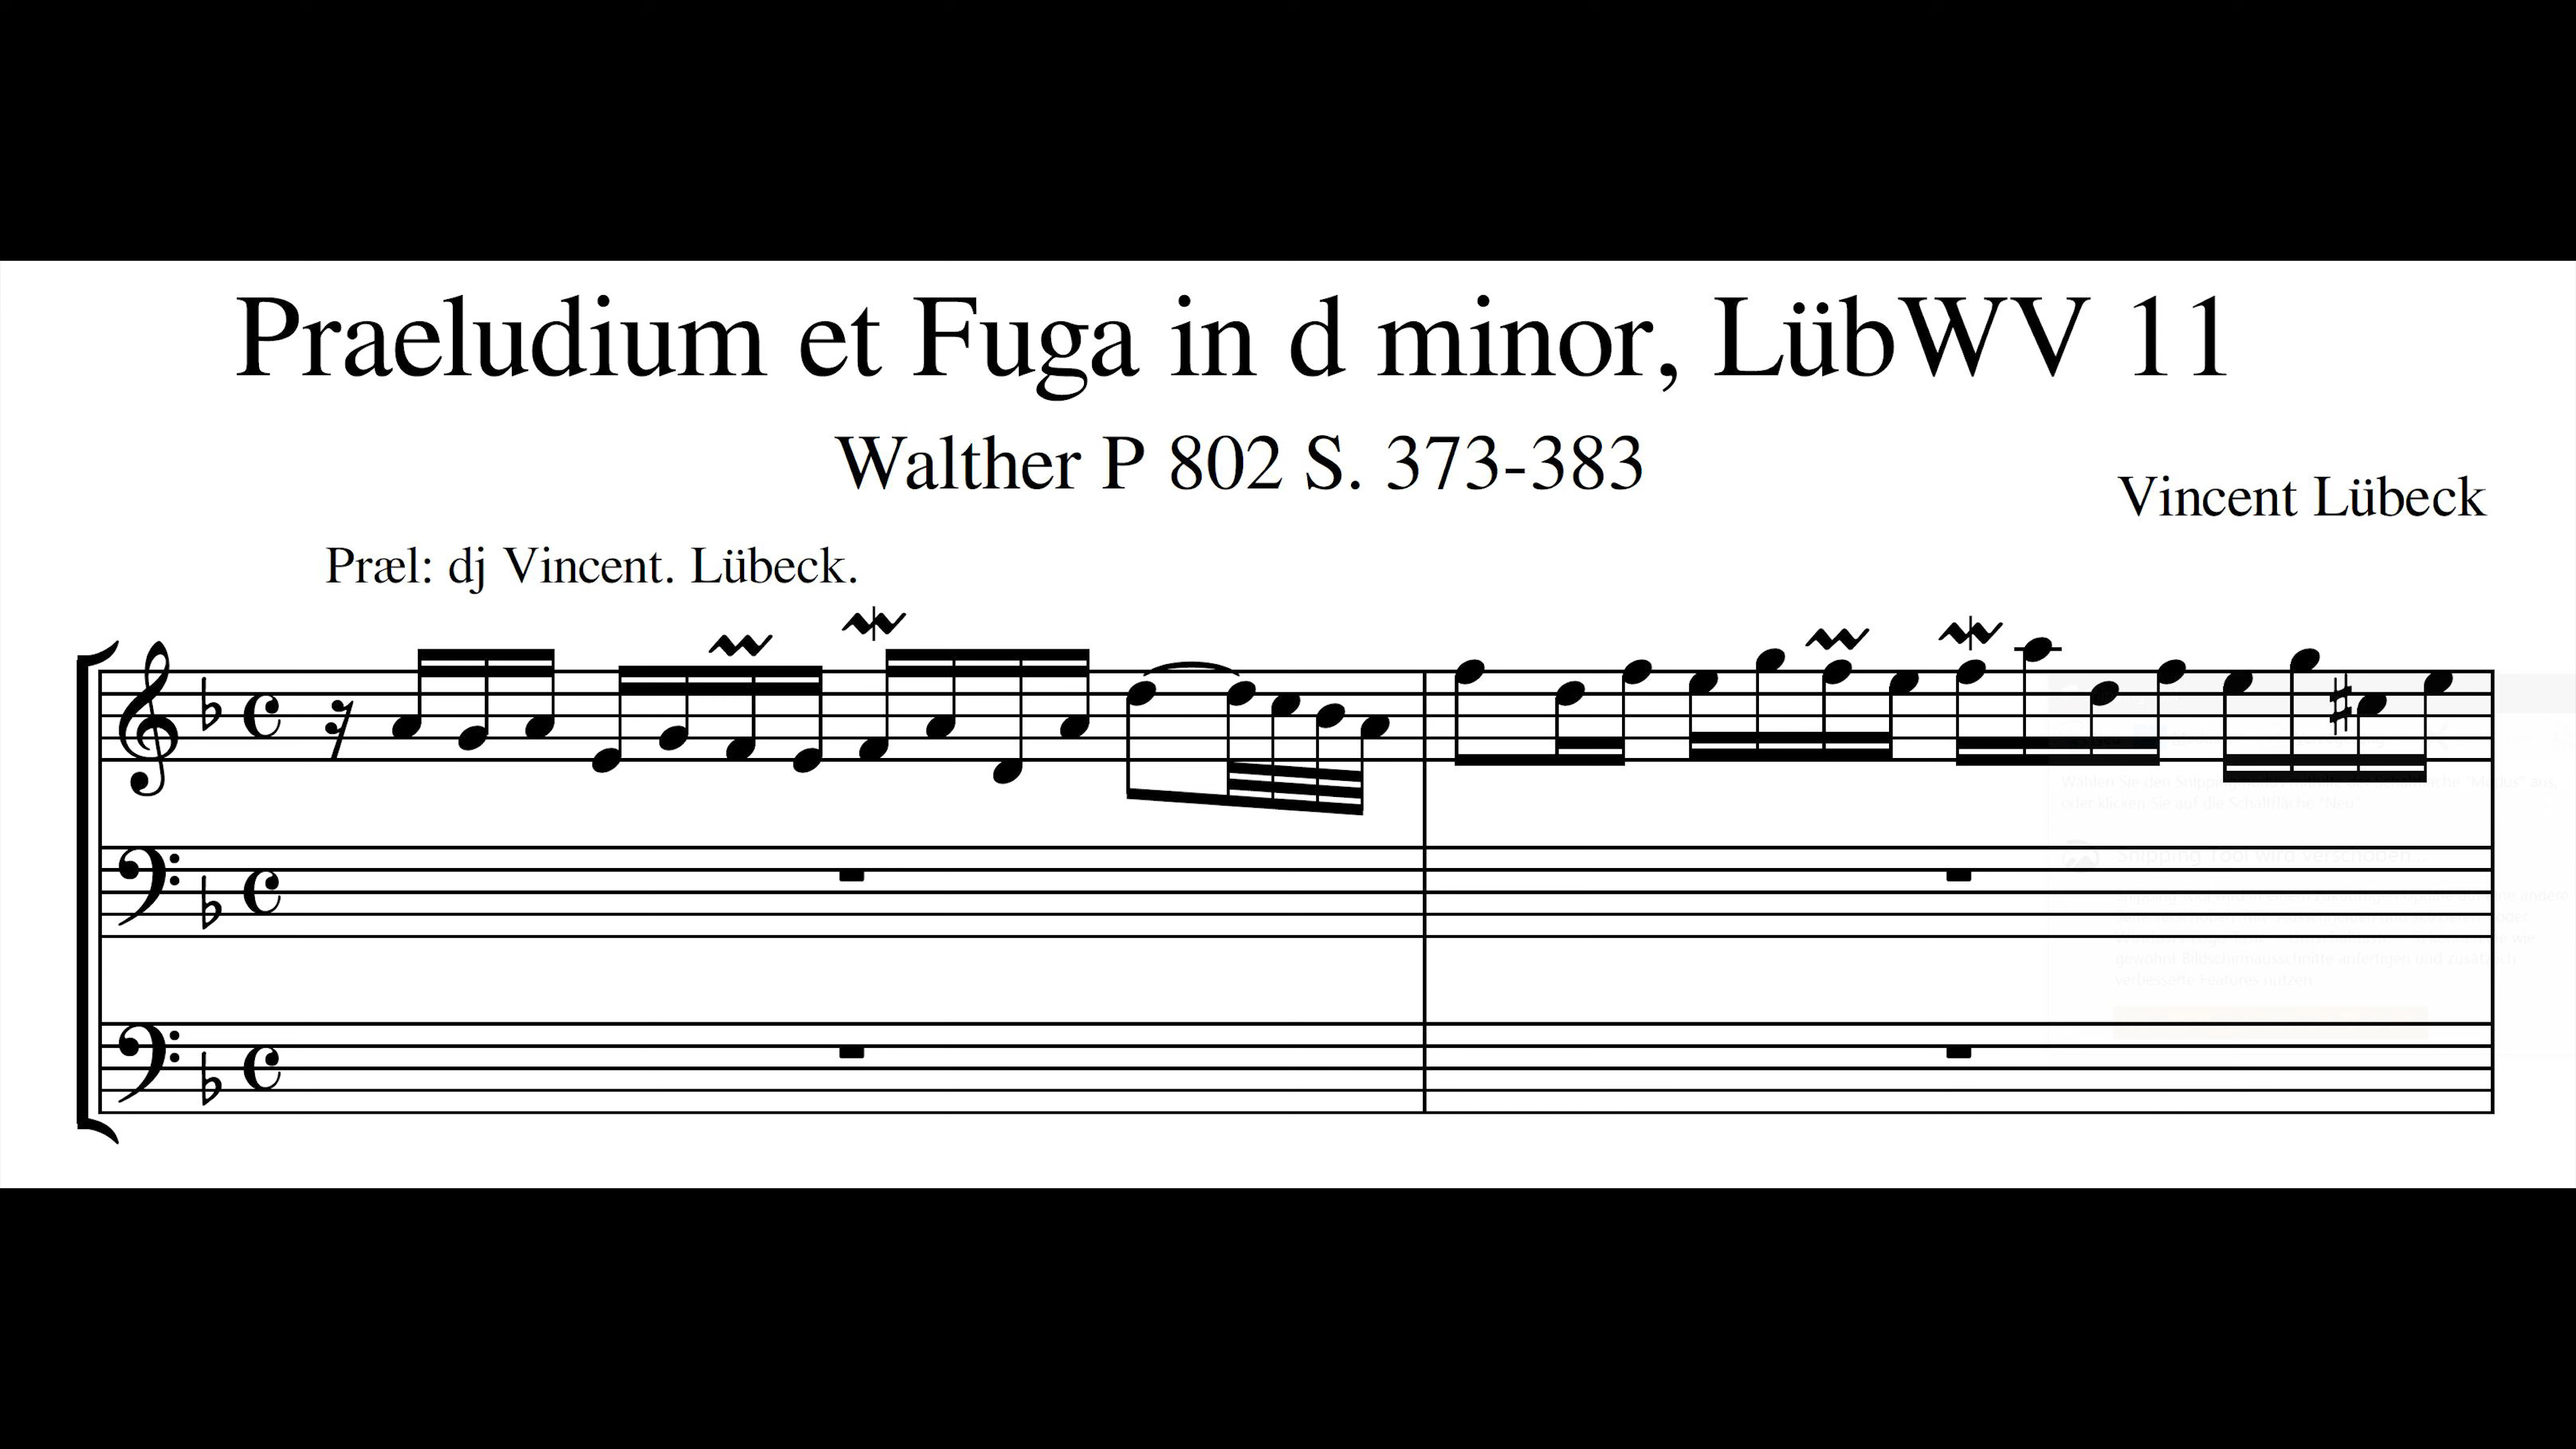 Praeludium et Fuga in d minor, LübWV 11
Walther P 802 S. 373-383
Vincent Lübeck
Præl: dj Vincent. Lübeck.